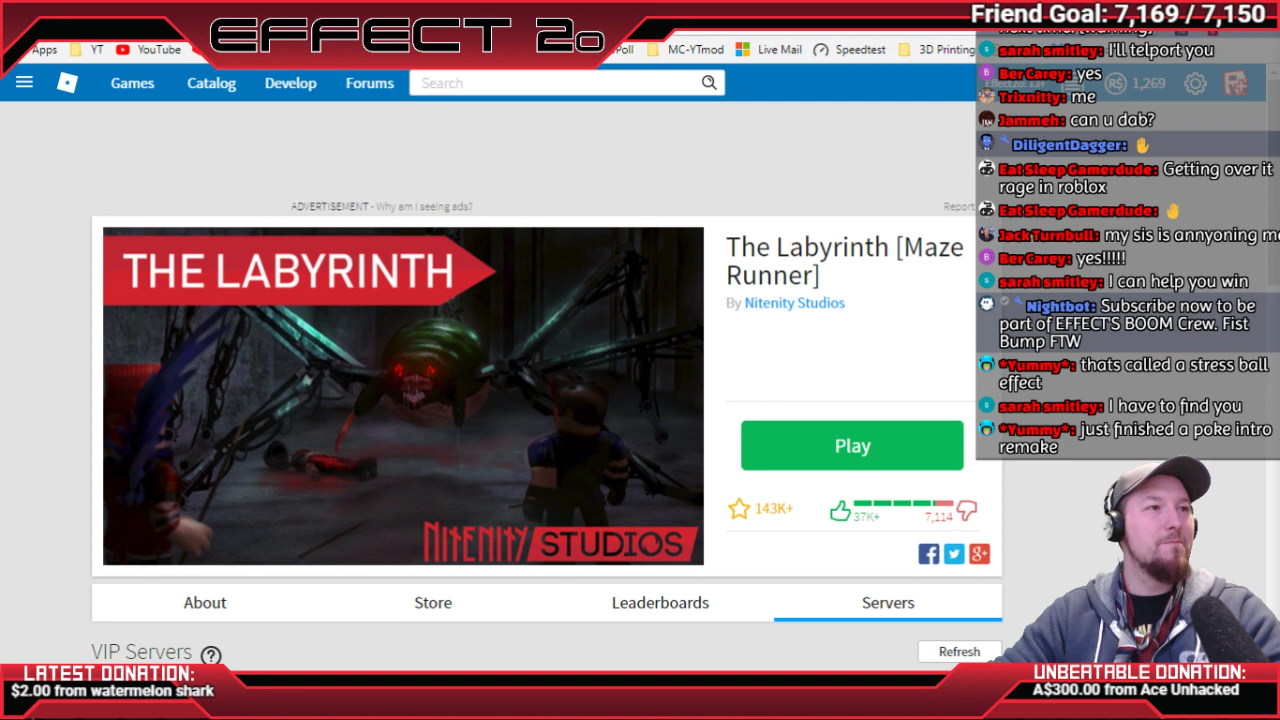 EFFECT 2o
Friend Goal: 7,169 / 7,150
Apps YT YouTube Poll MC-YTmod Live Mail Speedtest 3D Printing
Games Catalog Develop Forums Search 1,269
sarah smitley: I'll telport you
BerCarey: yes
Trixnitty: me
Jammeh: can u dab?
DiligentDagger: 🤚
Eat Sleep Gamerdude: Getting over it
rage in roblox
Eat Sleep Gamerdude: 🤚
Jack Turnbull: my sis is annyoning me
BerCarey: yes!!!!!
sarah smitley: I can help you win
Nightbot: Subscribe now to be
part of EFFECT'S BOOM Crew. Fist
Bump FTW
*Yummy*: thats called a stress ball
effect
sarah smitley: I have to find you
*Yummy*: just finished a poke intro
remake
ADVERTISEMENT - Why am I seeing ads?
Report
THE LABYRINTH
NITENITY STUDIOS
The Labyrinth [Maze
Runner]
By Nitenity Studios
Play
143K+ 37K+ 7,114
About Store Leaderboards Servers
VIP Servers
Refresh
LATEST DONATION:
$2.00 from watermelon shark
UNBEATABLE DONATION:
A$300.00 from Ace Unhacked